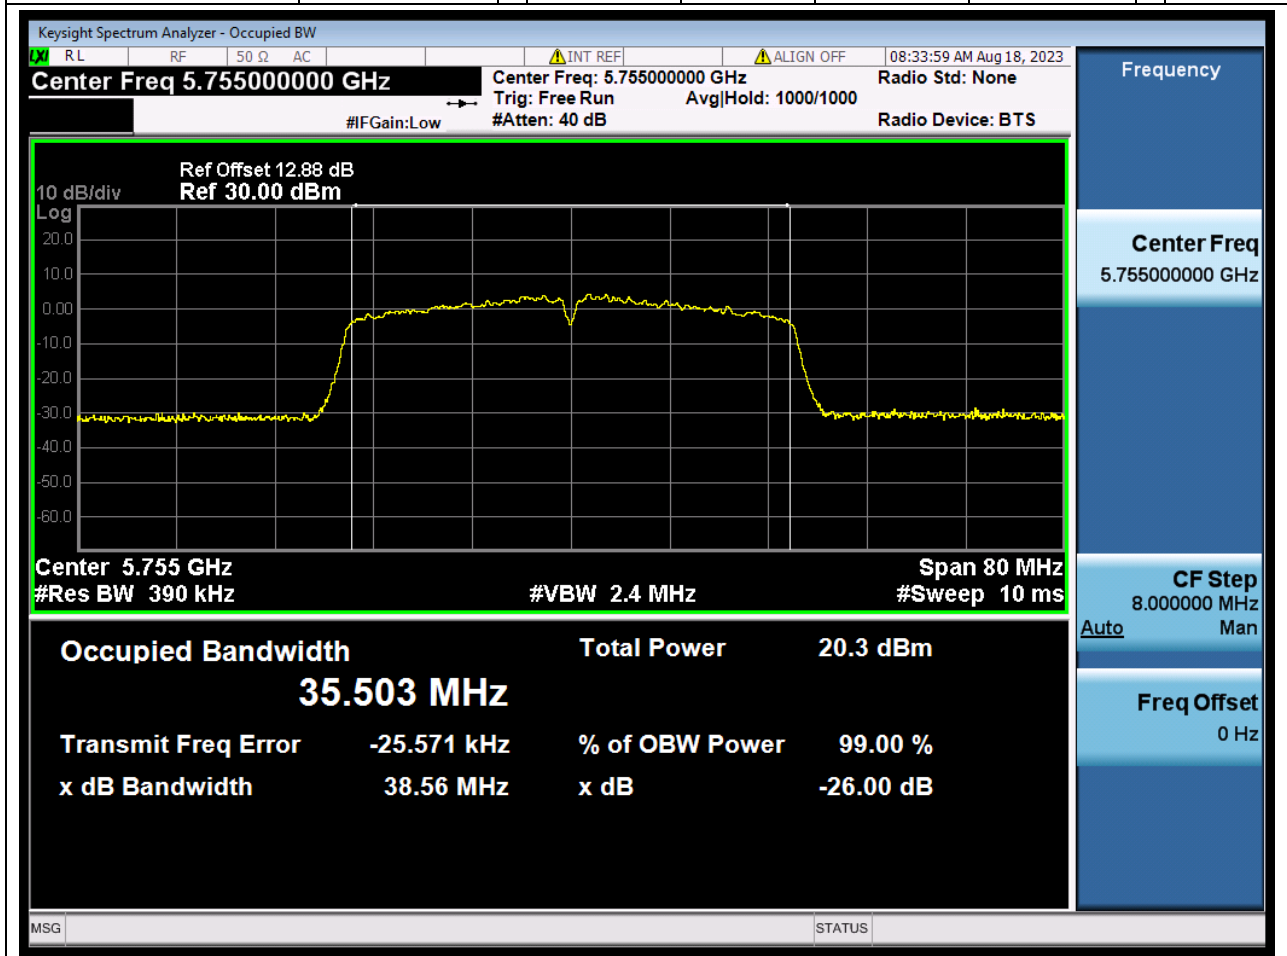 Keysight Spectrum Analyzer - Occupied BW
LXI RL RF 50 Ω AC INT REF ALIGN OFF 08:33:59 AM Aug 18, 2023
Center Freq 5.755000000 GHz
Center Freq: 5.755000000 GHz Radio Std: None
Trig: Free Run Avg|Hold: 1000/1000
#IFGain:Low #Atten: 40 dB Radio Device: BTS
Ref Offset 12.88 dB
10 dB/div Ref 30.00 dBm
Log
20.0
10.0
0.00
-10.0
-20.0
-30.0
-40.0
-50.0
-60.0
Center 5.755 GHz Span 80 MHz
#Res BW 390 kHz #VBW 2.4 MHz #Sweep 10 ms
Occupied Bandwidth Total Power 20.3 dBm
35.503 MHz
Transmit Freq Error -25.571 kHz % of OBW Power 99.00 %
x dB Bandwidth 38.56 MHz x dB -26.00 dB
MSG STATUS
Frequency
Center Freq
5.755000000 GHz
CF Step
8.000000 MHz
Auto Man
Freq Offset
0 Hz